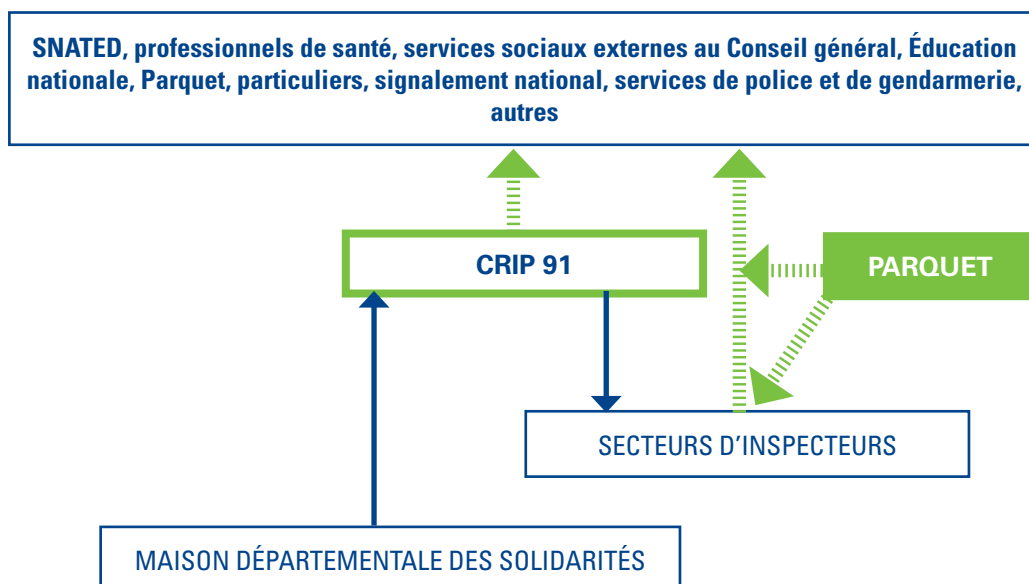 SNATED, professionnels de santé, services sociaux externes au Conseil général, Éducation
nationale, Parquet, particuliers, signalement national, services de police et de gendarmerie,
autres
CRIP 91
PARQUET
SECTEURS D’INSPECTEURS
MAISON DÉPARTEMENTALE DES SOLIDARITÉS